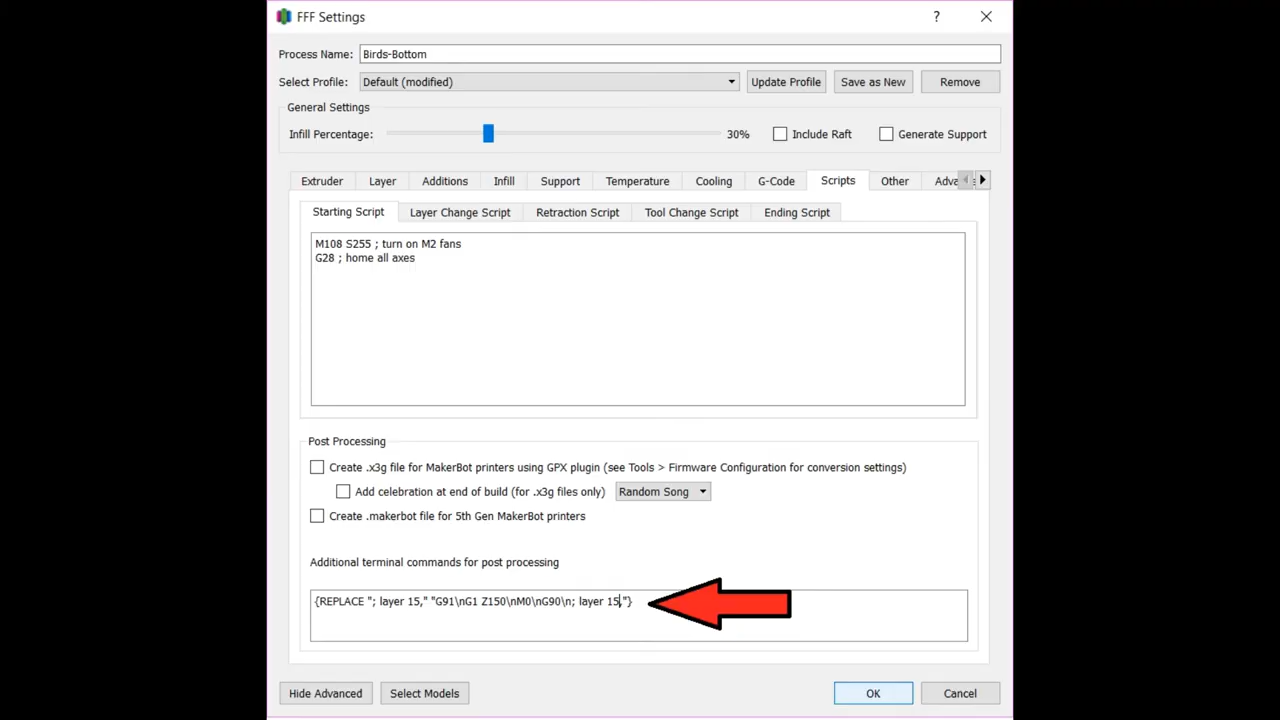 FFF Settings
?
Process Name: Birds-Bottom
Select Profile: Default (modified) Update Profile Save as New Remove
General Settings
Infill Percentage: 30% Include Raft Generate Support
Extruder Layer Additions Infill Support Temperature Cooling G-Code Scripts Other
Starting Script Layer Change Script Retraction Script Tool Change Script Ending Script
M108 S255 ; turn on M2 fans
G28 ; home all axes
Post Processing
Create .x3g file for MakerBot printers using GPX plugin (see Tools > Firmware Configuration for conversion settings)
Add celebration at end of build (for .x3g files only) Random Song
Create .makerbot file for 5th Gen MakerBot printers
Additional terminal commands for post processing
{REPLACE "; layer 15," "G91\nG1 Z150\nM0\nG90\n; layer 15,"}
Hide Advanced Select Models OK Cancel